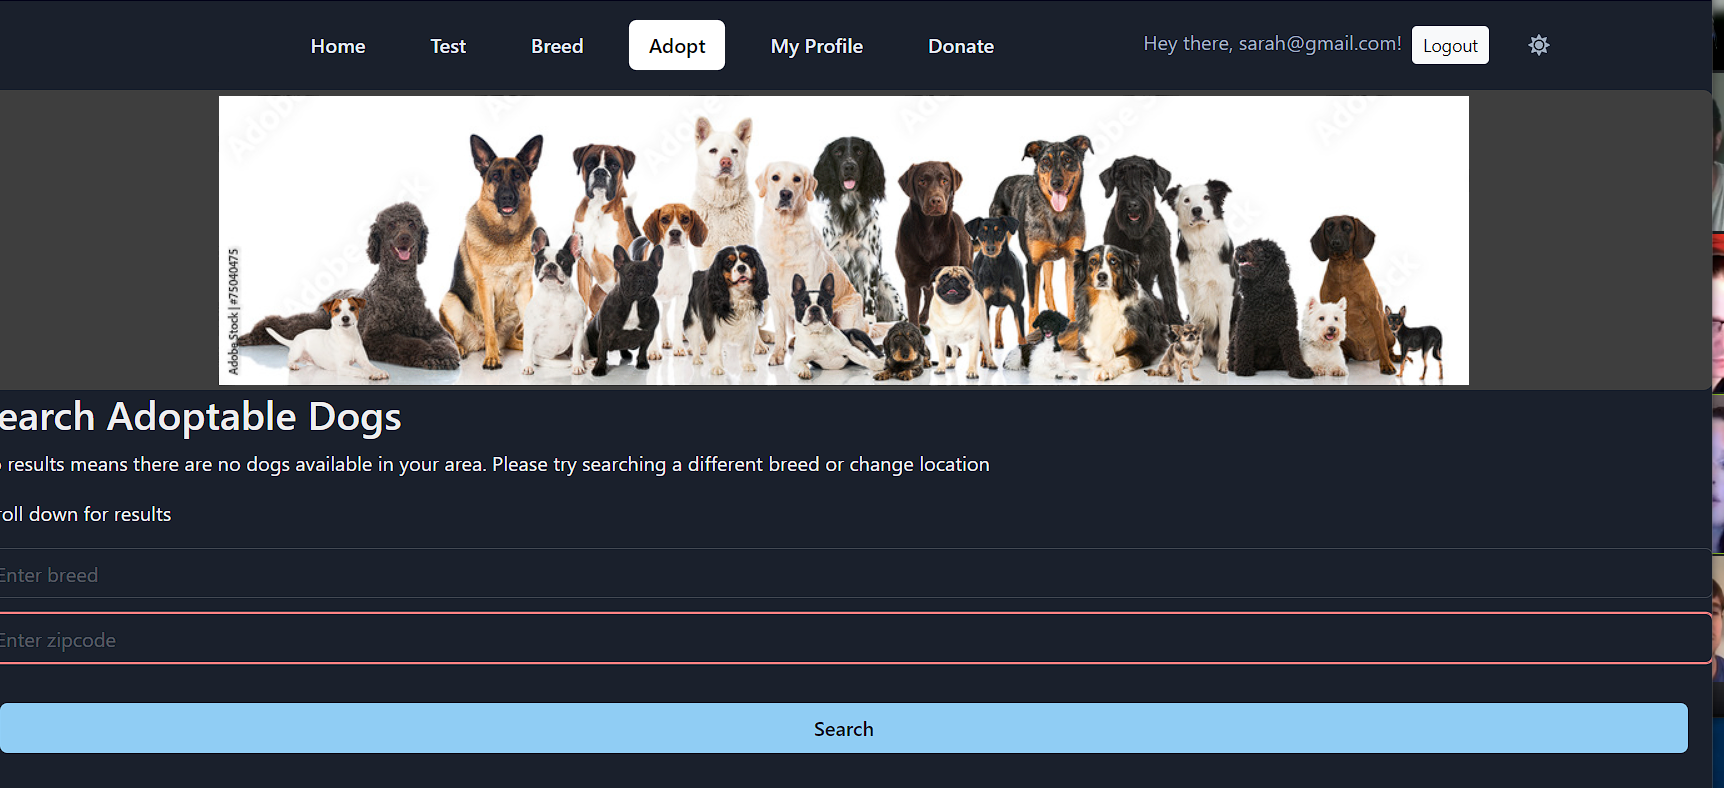 Home Test Breed Adopt My Profile Donate Hey there, sarah@gmail.com! Logout
Adobe Stock | #75040475
earch Adoptable Dogs
results means there are no dogs available in your area. Please try searching a different breed or change location
oll down for results
Enter breed
Enter zipcode
Search